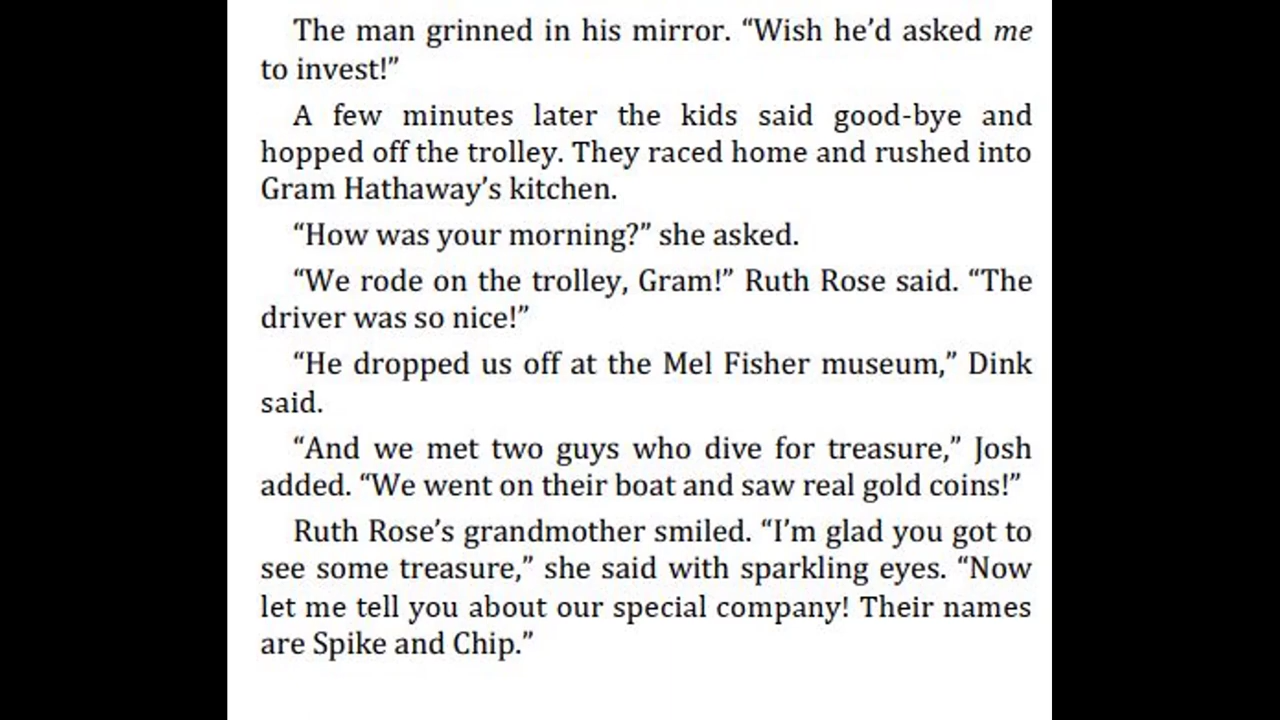 The man grinned in his mirror. “Wish he’d asked me
to invest!”
A few minutes later the kids said good-bye and
hopped off the trolley. They raced home and rushed into
Gram Hathaway’s kitchen.
“How was your morning?” she asked.
“We rode on the trolley, Gram!” Ruth Rose said. “The
driver was so nice!”
“He dropped us off at the Mel Fisher museum,” Dink
said.
“And we met two guys who dive for treasure,” Josh
added. “We went on their boat and saw real gold coins!”
Ruth Rose’s grandmother smiled. “I’m glad you got to
see some treasure,” she said with sparkling eyes. “Now
let me tell you about our special company! Their names
are Spike and Chip.”